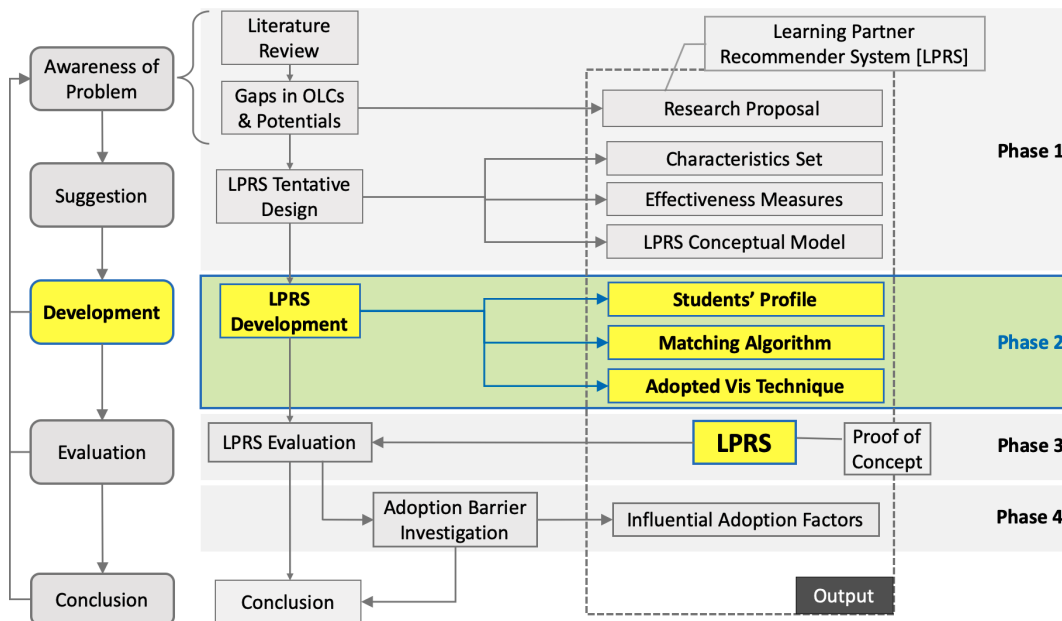 Awareness of
Problem
Suggestion
Development
Evaluation
Conclusion
Literature
Review
Gaps in OLCs
& Potentials
LPRS Tentative
Design
Learning Partner
Recommender System [LPRS]
Research Proposal
Characteristics Set
Effectiveness Measures
LPRS Conceptual Model
Phase 1
LPRS
Development
Students’ Profile
Matching Algorithm
Adopted Vis Technique
Phase 2
LPRS Evaluation
LPRS
Proof of
Concept
Phase 3
Adoption Barrier
Investigation
Influential Adoption Factors
Phase 4
Conclusion
Output